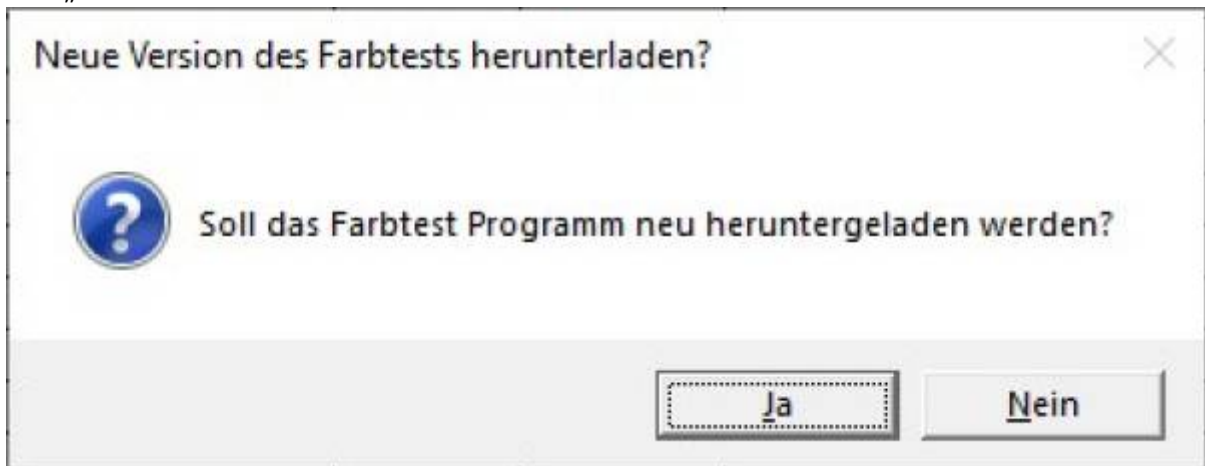 Neue Version des Farbtests herunterladen?
Soll das Farbtest Programm neu heruntergeladen werden?
Ja
Nein